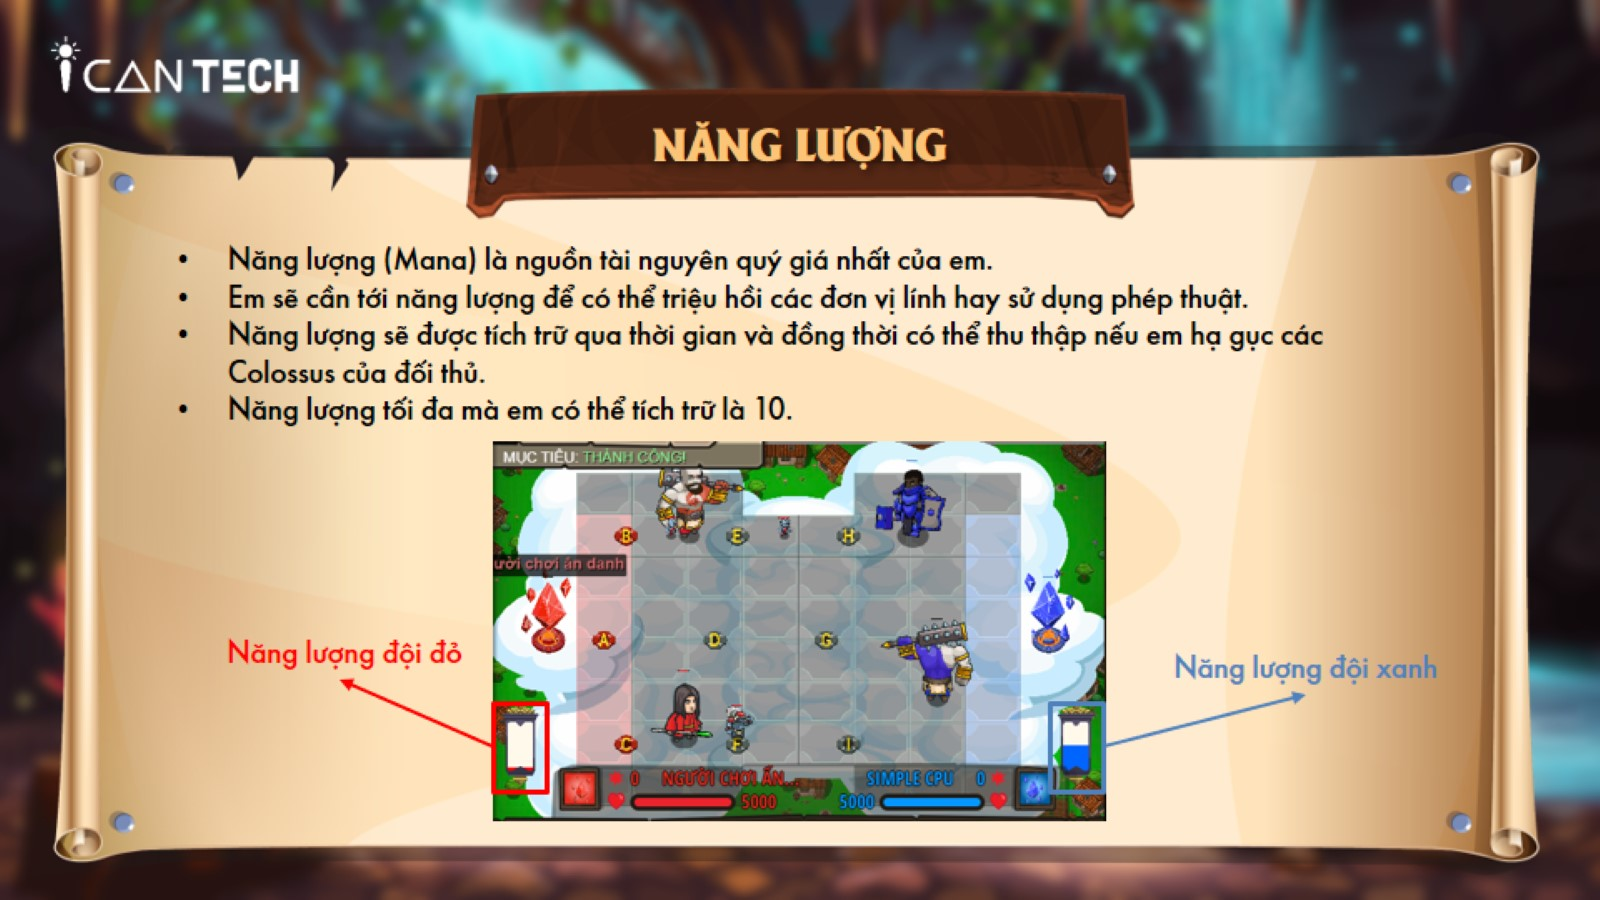 iCAN TECH
NĂNG LƯỢNG
• Năng lượng (Mana) là nguồn tài nguyên quý giá nhất của em.
• Em sẽ cần tới năng lượng để có thể triệu hồi các đơn vị lính hay sử dụng phép thuật.
• Năng lượng sẽ được tích trữ qua thời gian và đồng thời có thể thu thập nếu em hạ gục các
Colossus của đối thủ.
• Năng lượng tối đa mà em có thể tích trữ là 10.
MỤC TIÊU: THÀNH CÔNG!
B E H
ười chơi ẩn danh
A D G
Năng lượng đội đỏ
Năng lượng đội xanh
C F I
0 NGƯỜI CHƠI ẨN... SIMPLE CPU 0
5000 5000